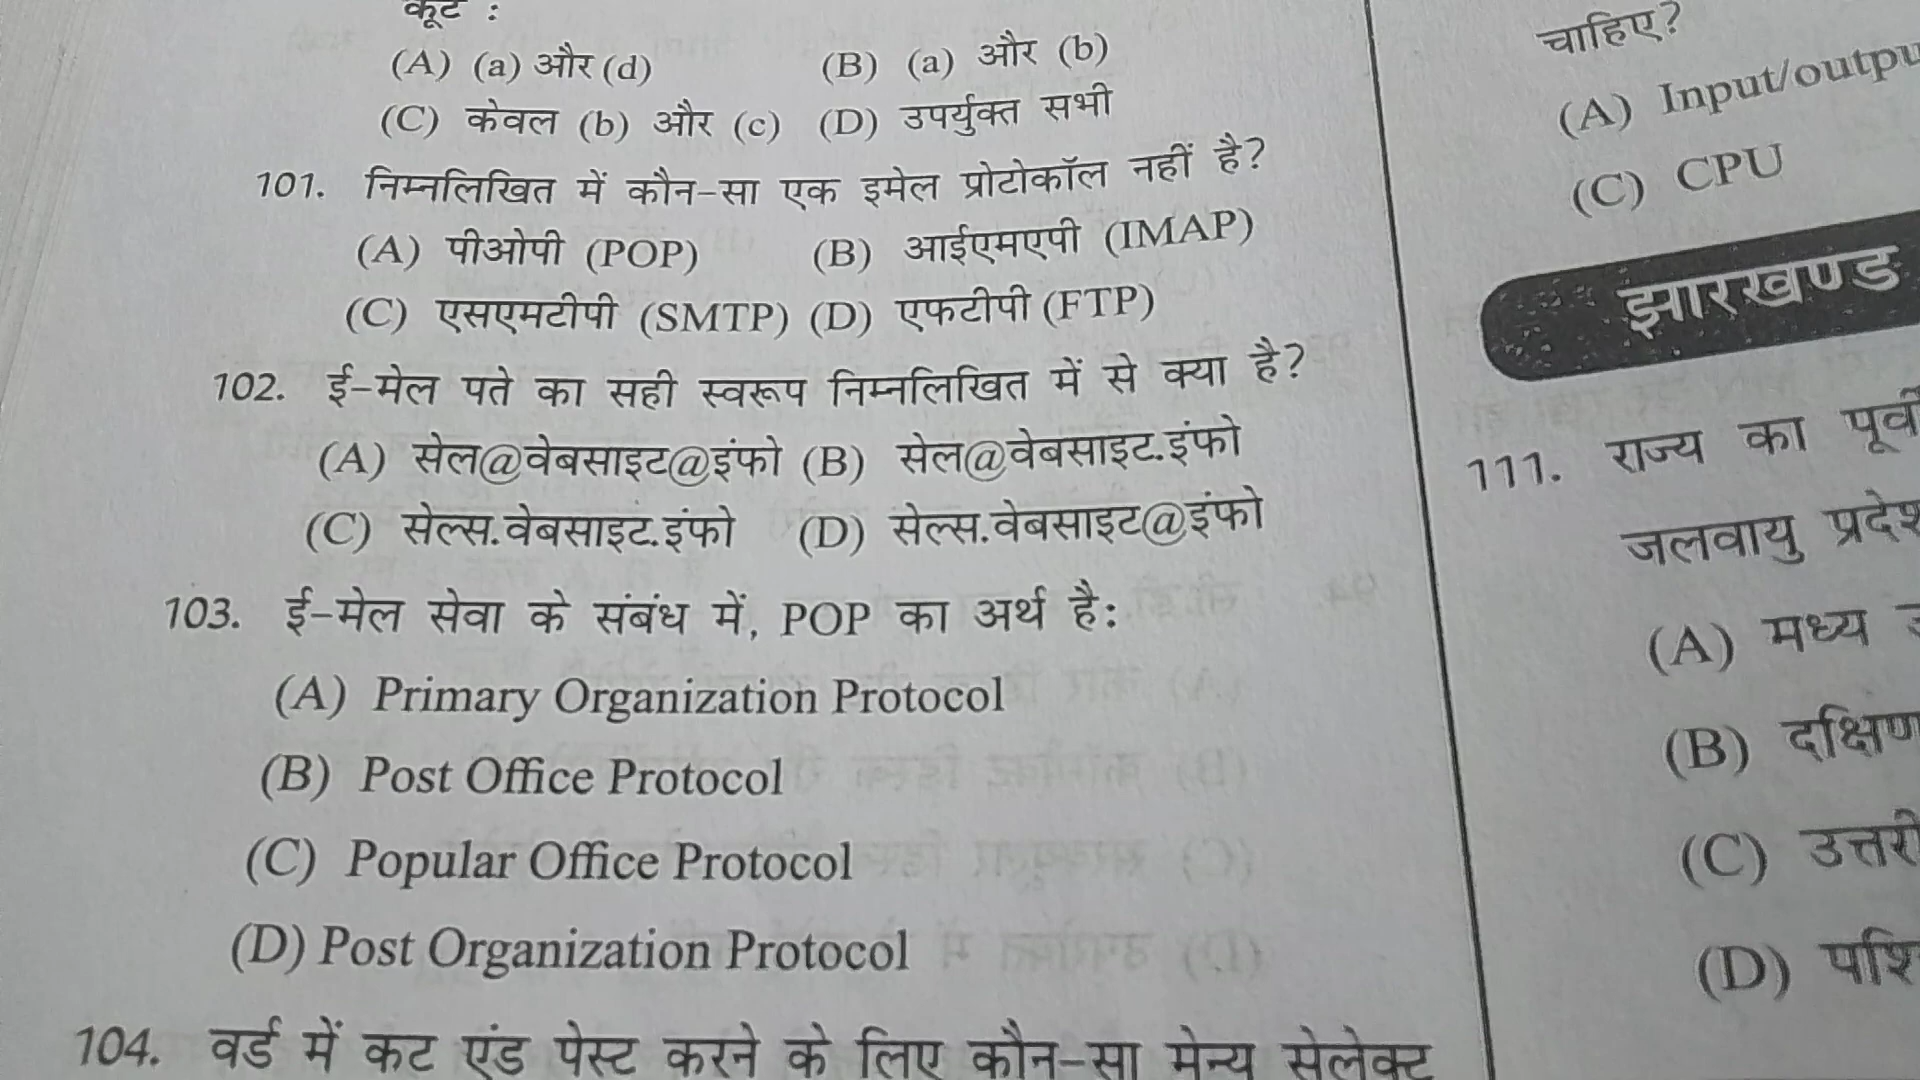 कूट :
(A) (a) और (d) (B) (a) और (b)
(C) केवल (b) और (c) (D) उपर्युक्त सभी
101. निम्नलिखित में कौन-सा एक इमेल प्रोटोकॉल नहीं है?
(A) पीओपी (POP) (B) आईएमएपी (IMAP)
(C) एसएमटीपी (SMTP) (D) एफटीपी (FTP)
102. ई-मेल पते का सही स्वरूप निम्नलिखित में से क्या है?
(A) सेल@वेबसाइट@इंफो (B) सेल@वेबसाइट.इंफो
(C) सेल्स.वेबसाइट.इंफो (D) सेल्स.वेबसाइट@इंफो
103. ई-मेल सेवा के संबंध में, POP का अर्थ है:
(A) Primary Organization Protocol
(B) Post Office Protocol
(C) Popular Office Protocol
(D) Post Organization Protocol
104. वर्ड में कट एंड पेस्ट करने के लिए कौन-सा मेन्यू सेलेक्ट
चाहिए?
(A) Input/outpu
(C) CPU
झारखण्ड
111. राज्य का पूर्वी
जलवायु प्रदेश
(A) मध्य
(B) दक्षिण
(C) उत्तरी
(D)